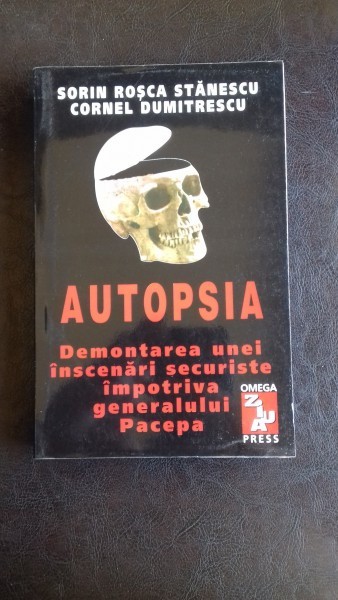 SORIN ROȘCA STĂNESCU
CORNEL DUMITRESCU
AUTOPSIA
Demontarea unei
înscenări securiste
împotriva
generalului
Pacepa
OMEGA
ZIUA
PRESS